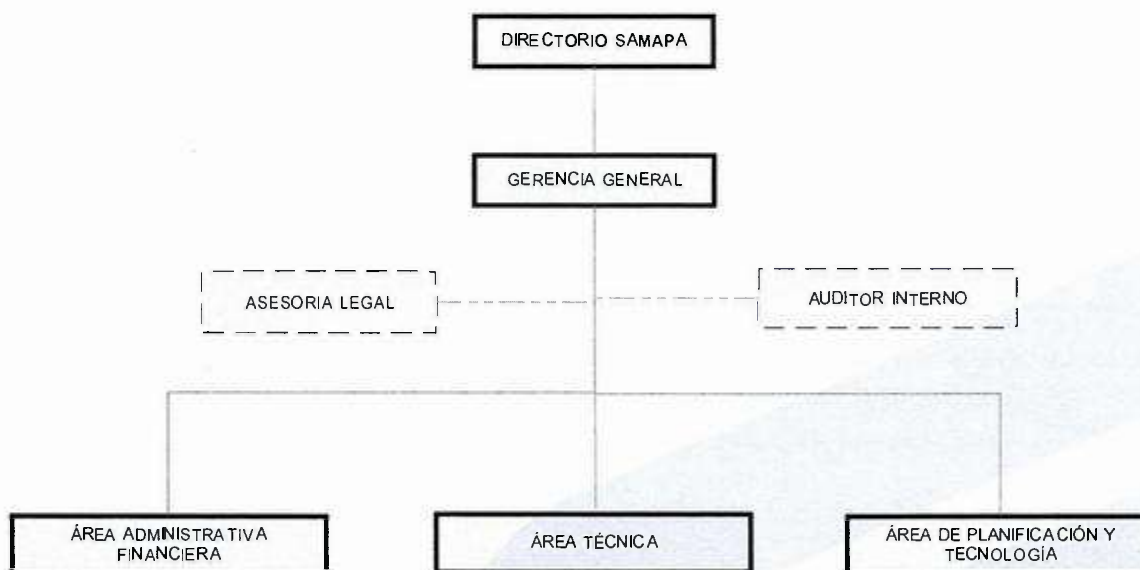 DIRECTORIO SAMAPA
GERENCIA GENERAL
ASESORIA LEGAL
AUDITOR INTERNO
ÁREA ADMINISTRATIVA
FINANCIERA
ÁREA TÉCNICA
ÁREA DE PLANIFICACIÓN Y
TECNOLOGÍA